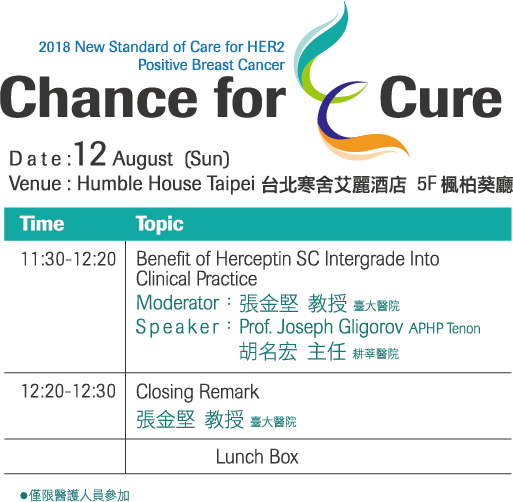 2018 New Standard of Care for HER2
Positive Breast Cancer
Chance for Cure
Date:12 August (Sun)
Venue : Humble House Taipei 台北寒舍艾麗酒店 5F 楓柏葵廳
Time Topic
11:30-12:20 Benefit of Herceptin SC Intergrade Into
Clinical Practice
Moderator : 張金堅 教授 臺大醫院
Speaker : Prof. Joseph Gligorov APHP Tenon
胡名宏 主任 耕莘醫院
12:20-12:30 Closing Remark
張金堅 教授 臺大醫院
Lunch Box
●僅限醫護人員參加